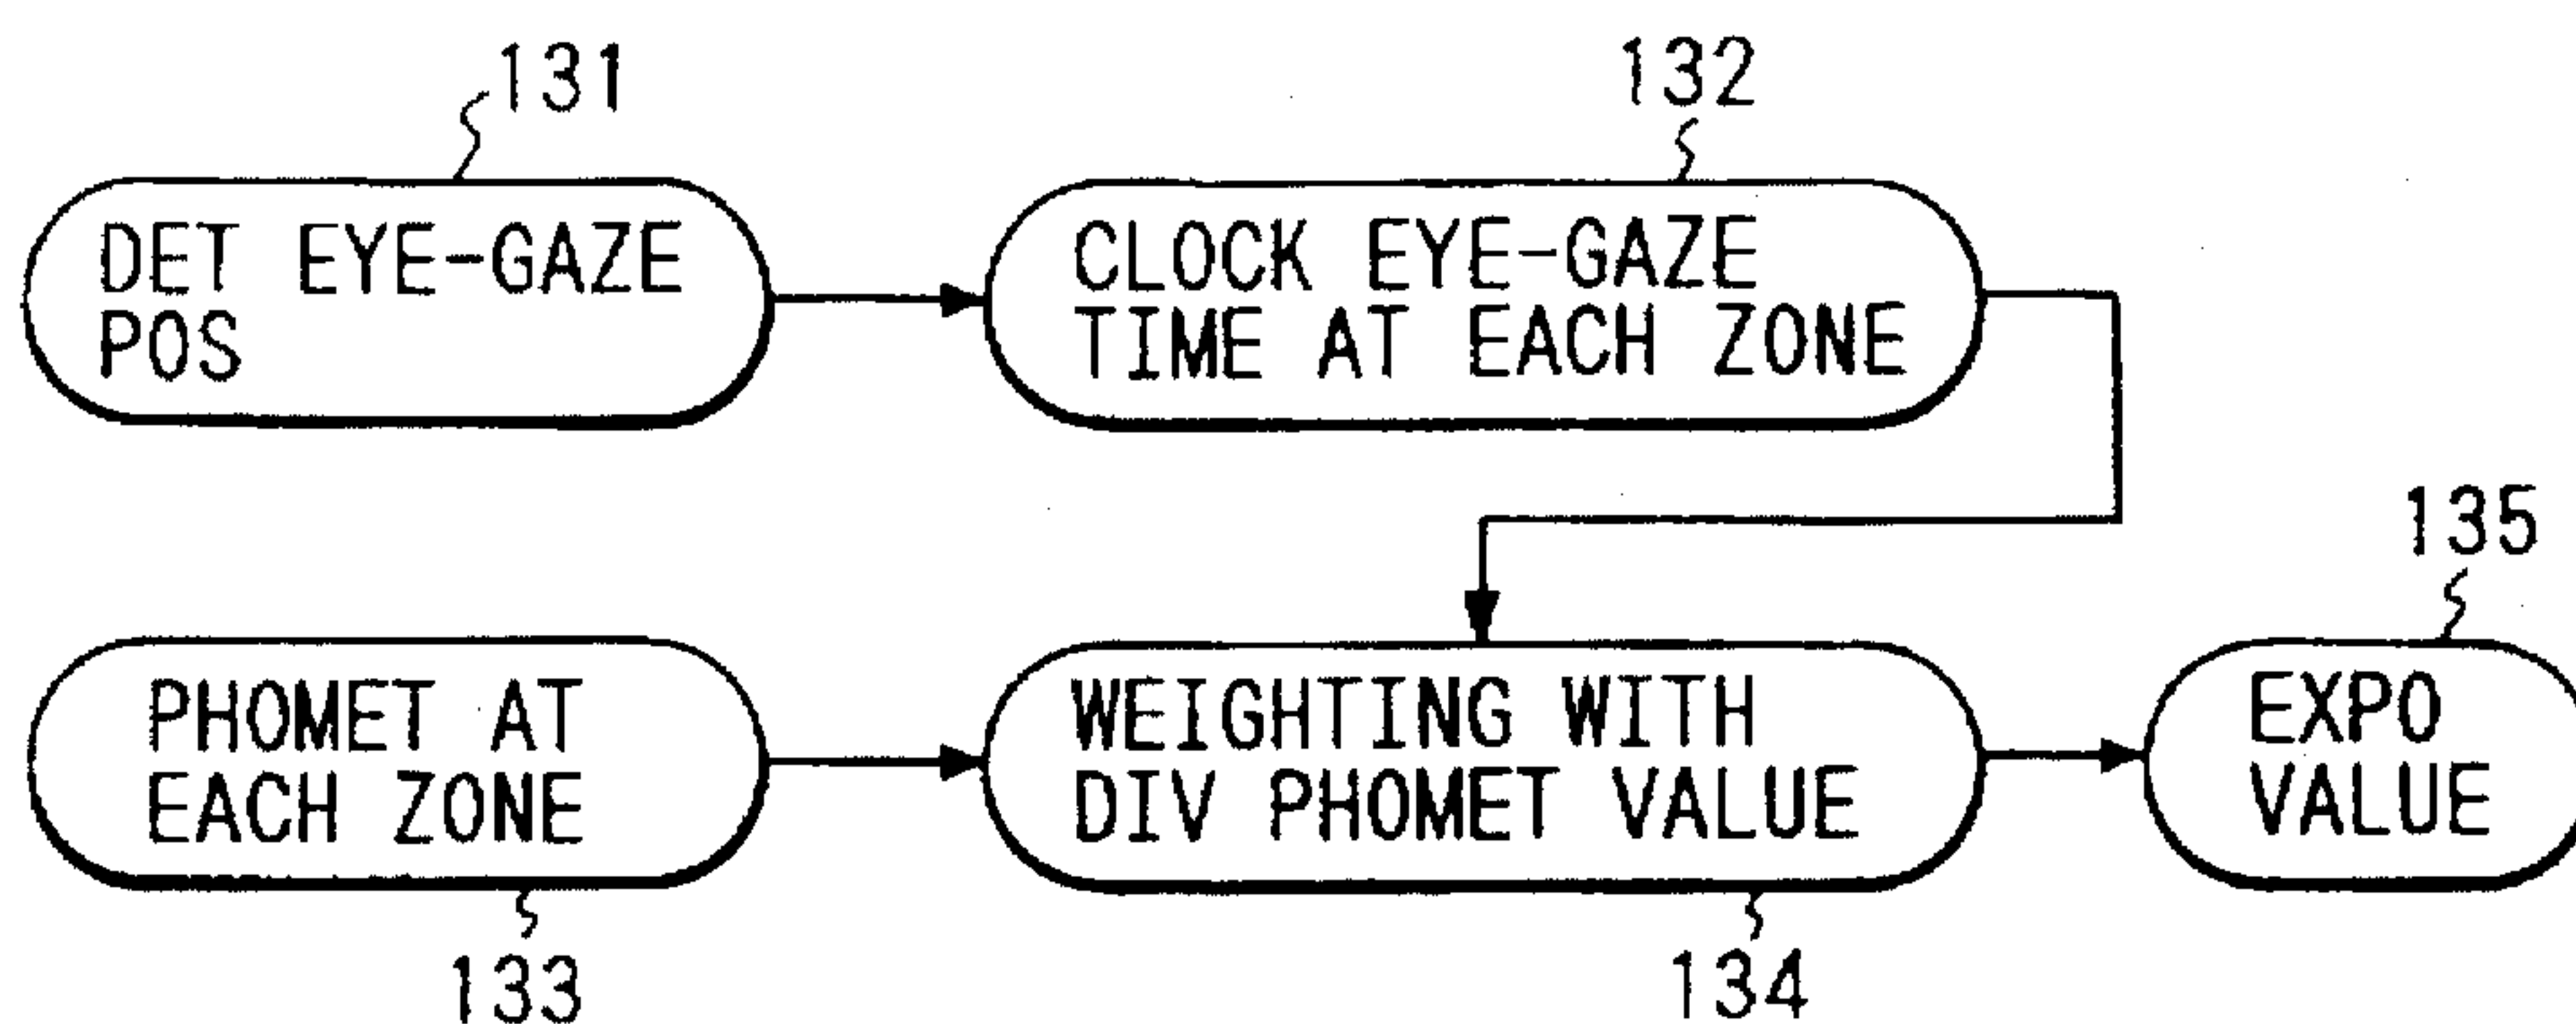 131
DET EYE-GAZE
POS
132
CLOCK EYE-GAZE
TIME AT EACH ZONE
PHOMET AT
EACH ZONE
133
WEIGHTING WITH
DIV PHOMET VALUE
134
135
EXPO
VALUE